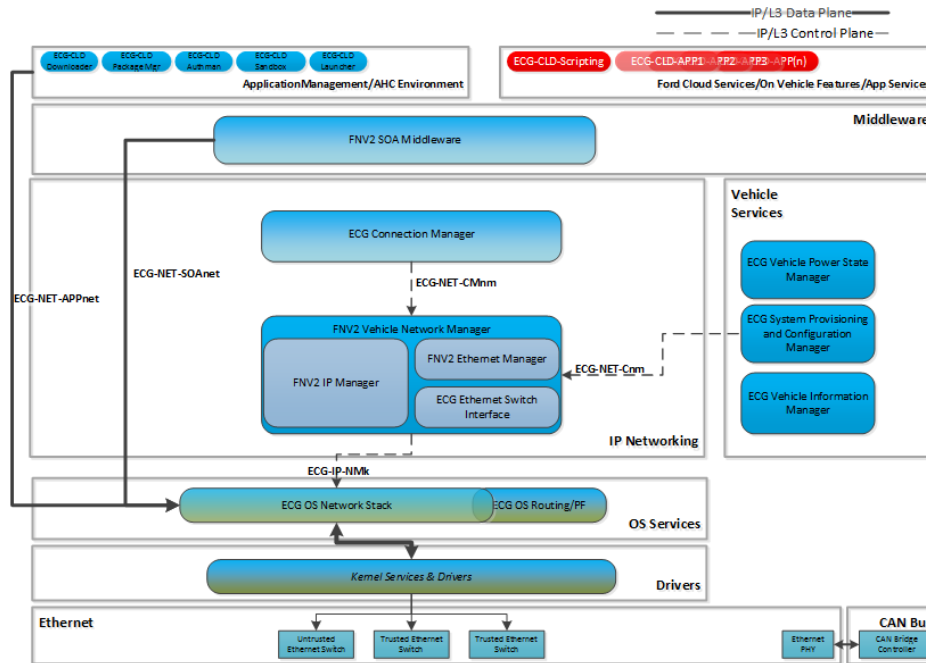 IP/L3 Data Plane
IP/L3 Control Plane
ECG-CLD
Downloader
ECG-CLD
Package Mgr
ECG-CLD
Authman
ECG-CLD
Sandbox
ECG-CLD
Launcher
ApplicationManagement/AHC Environment
ECG-CLD-Scripting
ECG-CLD-APP1
APP2
APP3
APP(n)
Ford Cloud Services/On Vehicle Features/App Service
Middleware
FNV2 SOA Middleware
Vehicle
Services
ECG Connection Manager
ECG-NET-SOAnet
ECG-NET-CMnm
ECG-NET-APPnet
ECG Vehicle Power State
Manager
FNV2 Vehicle Network Manager
FNV2 IP Manager
FNV2 Ethernet Manager
ECG Ethernet Switch
Interface
ECG System Provisioning
and Configuration
Manager
ECG-NET-Cnm
ECG Vehicle Information
Manager
IP Networking
ECG-IP-NMk
ECG OS Network Stack
ECG OS Routing/PF
OS Services
Kernel Services & Drivers
Drivers
Ethernet
CAN Bu
Untrusted
Ethernet Switch
Trusted Ethernet
Switch
Trusted Ethernet
Switch
Ethernet
PHY
CAN Bridge
Controller